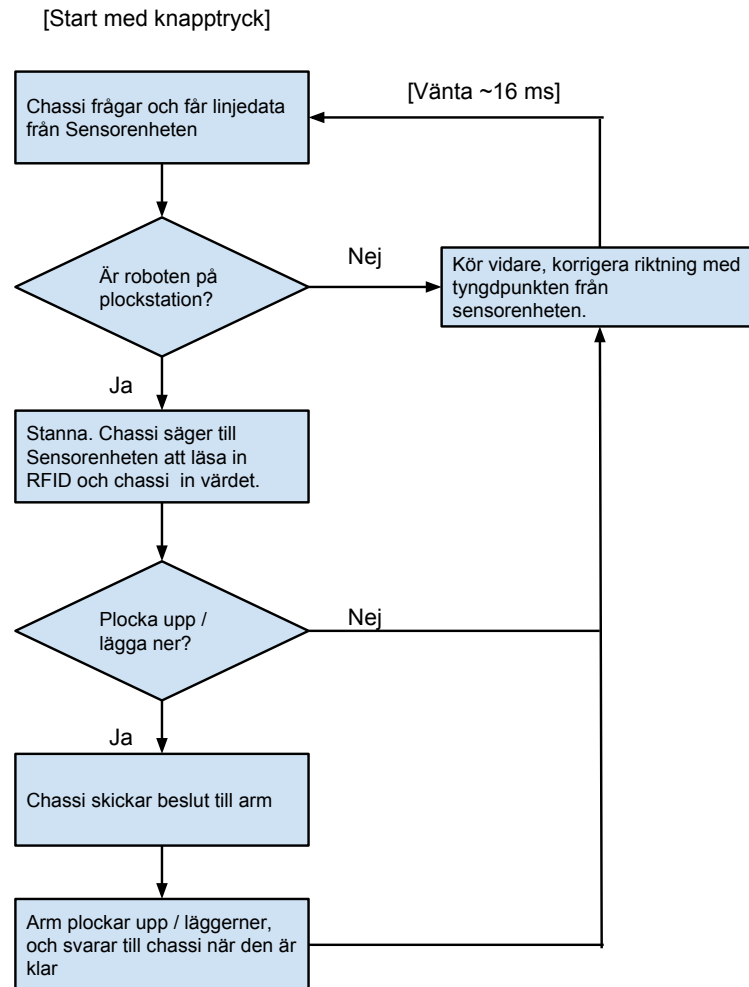 [Start med knapptryck]
Chassi frågar och får linjedata
från Sensorenheten
[Vänta ~16 ms]
Är roboten på
plockstation?
Nej
Kör vidare, korrigera riktning med
tyngdpunkten från
sensorenheten.
Ja
Stanna. Chassi säger till
Sensorenheten att läsa in
RFID och chassi  in värdet.
Plocka upp /
lägga ner?
Nej
Ja
Chassi skickar beslut till arm
Arm plockar upp / läggerner,
och svarar till chassi när den är
klar